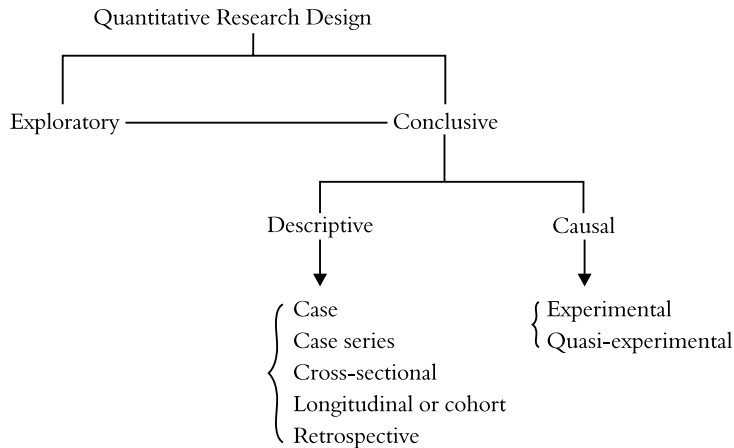 Quantitative Research Design
Exploratory
Conclusive
Descriptive
Causal
Case
Case series
Cross-sectional
Longitudinal or cohort
Retrospective
Experimental
Quasi-experimental